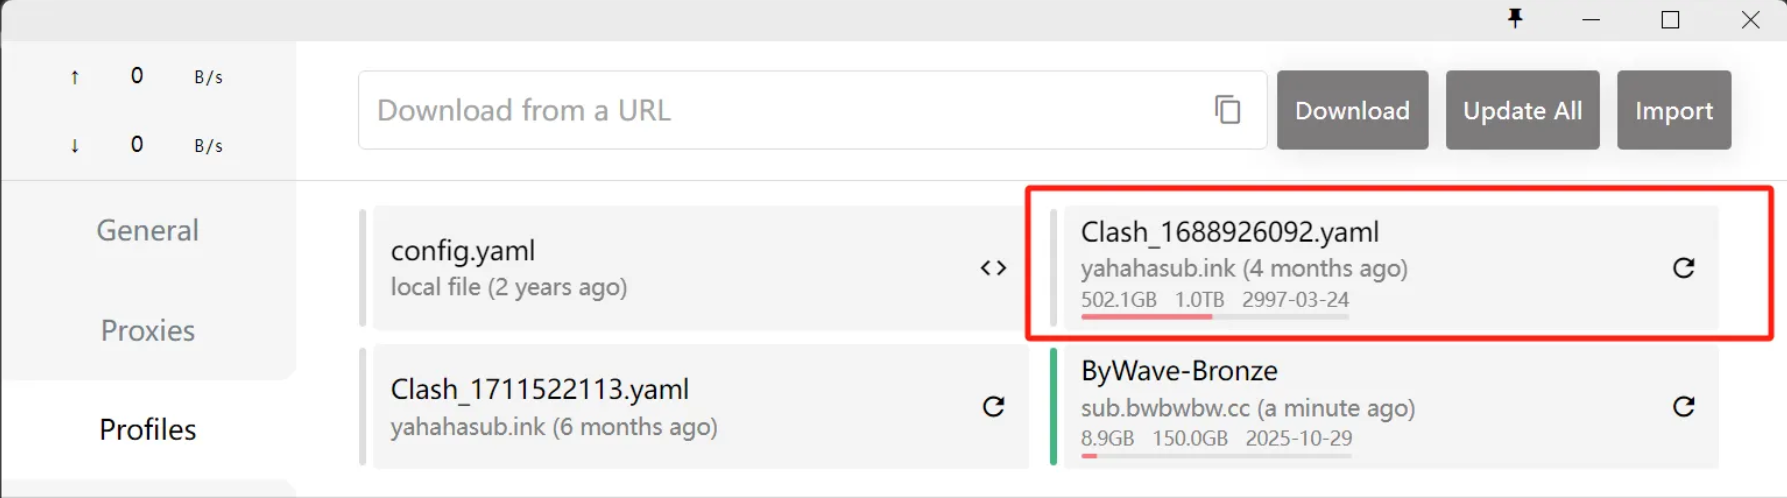 ↑ 0 B/s
↓ 0 B/s
General
Proxies
Profiles
Download from a URL
Download
Update All
Import
config.yaml
local file (2 years ago)
Clash_1688926092.yaml
yahahasub.ink (4 months ago)
502.1GB 1.0TB 2997-03-24
Clash_1711522113.yaml
yahahasub.ink (6 months ago)
ByWave-Bronze
sub.bwbwbw.cc (a minute ago)
8.9GB 150.0GB 2025-10-29